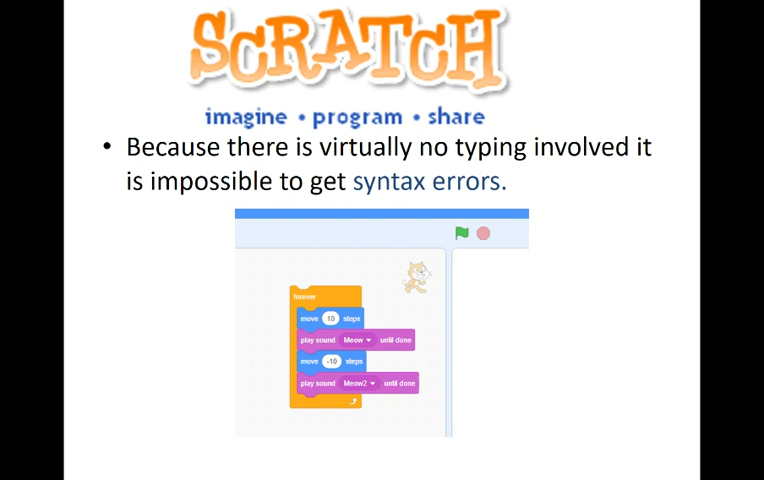 SCRATCH
imagine • program • share
• Because there is virtually no typing involved it
is impossible to get syntax errors.
forever
move 10 steps
play sound Meow until done
move -10 steps
play sound Meow2 until done